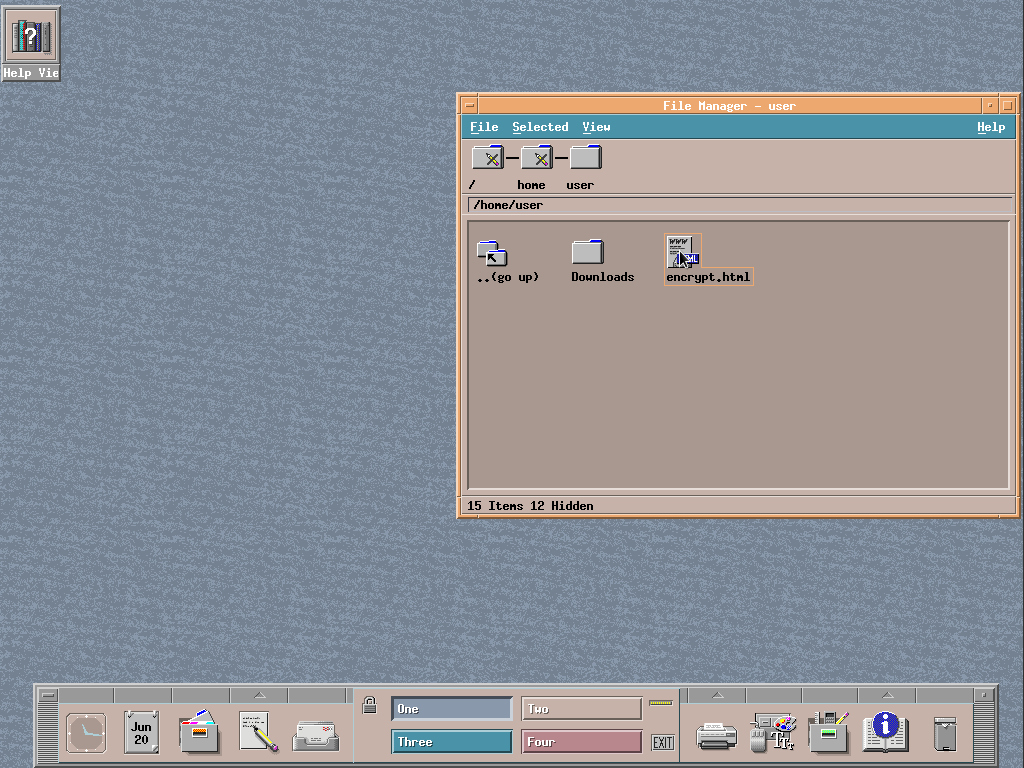 Help Vie
File Manager - user
File Selected View Help
/ home user
/home/user
..(go up) Downloads encrypt.html
15 Items 12 Hidden
One Two
Jun
20
Three Four EXIT